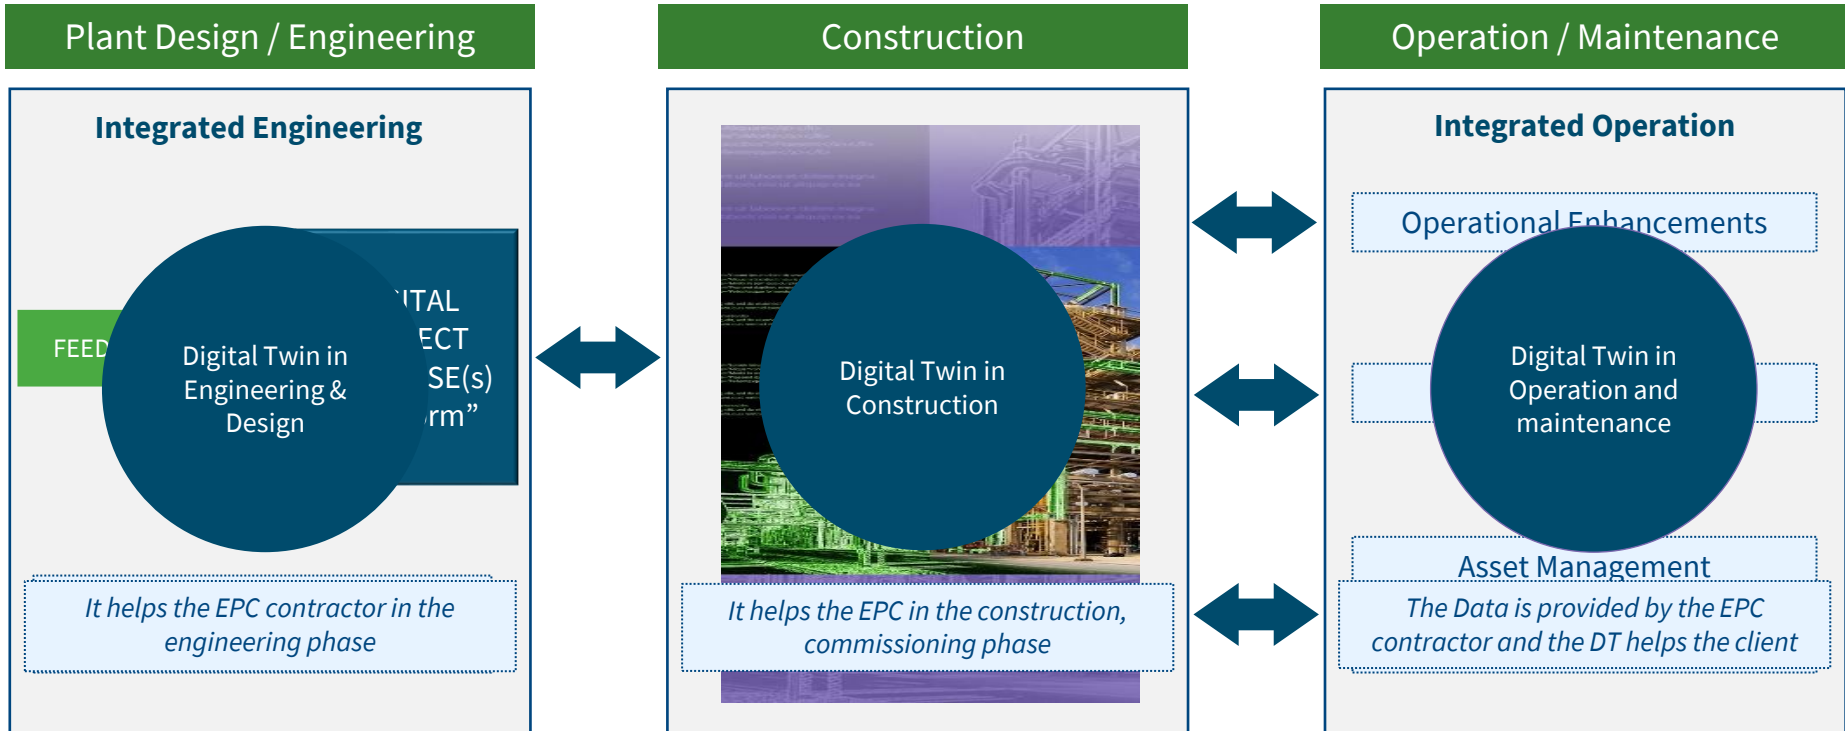 Plant Design / Engineering
Integrated Engineering
FEED
ITAL
ECT
SE(s)
rm”
Digital Twin in
Engineering &
Design
It helps the EPC contractor in the
engineering phase
Construction
Digital Twin in
Construction
It helps the EPC in the construction,
commissioning phase
Operation / Maintenance
Integrated Operation
Operational Enhancements
Digital Twin in
Operation and
maintenance
Asset Management
The Data is provided by the EPC
contractor and the DT helps the client